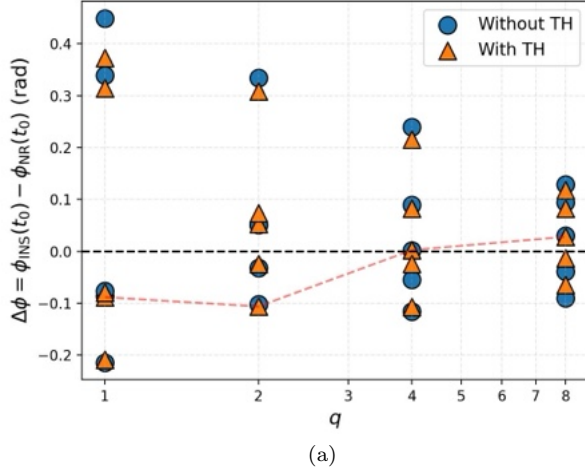 Without TH
With TH
Δϕ = ϕINS(t0) − ϕNR(t0) (rad)
0.4
0.3
0.2
0.1
0.0
−0.1
−0.2
1 2 3 4 5 6 7 8
q
(a)